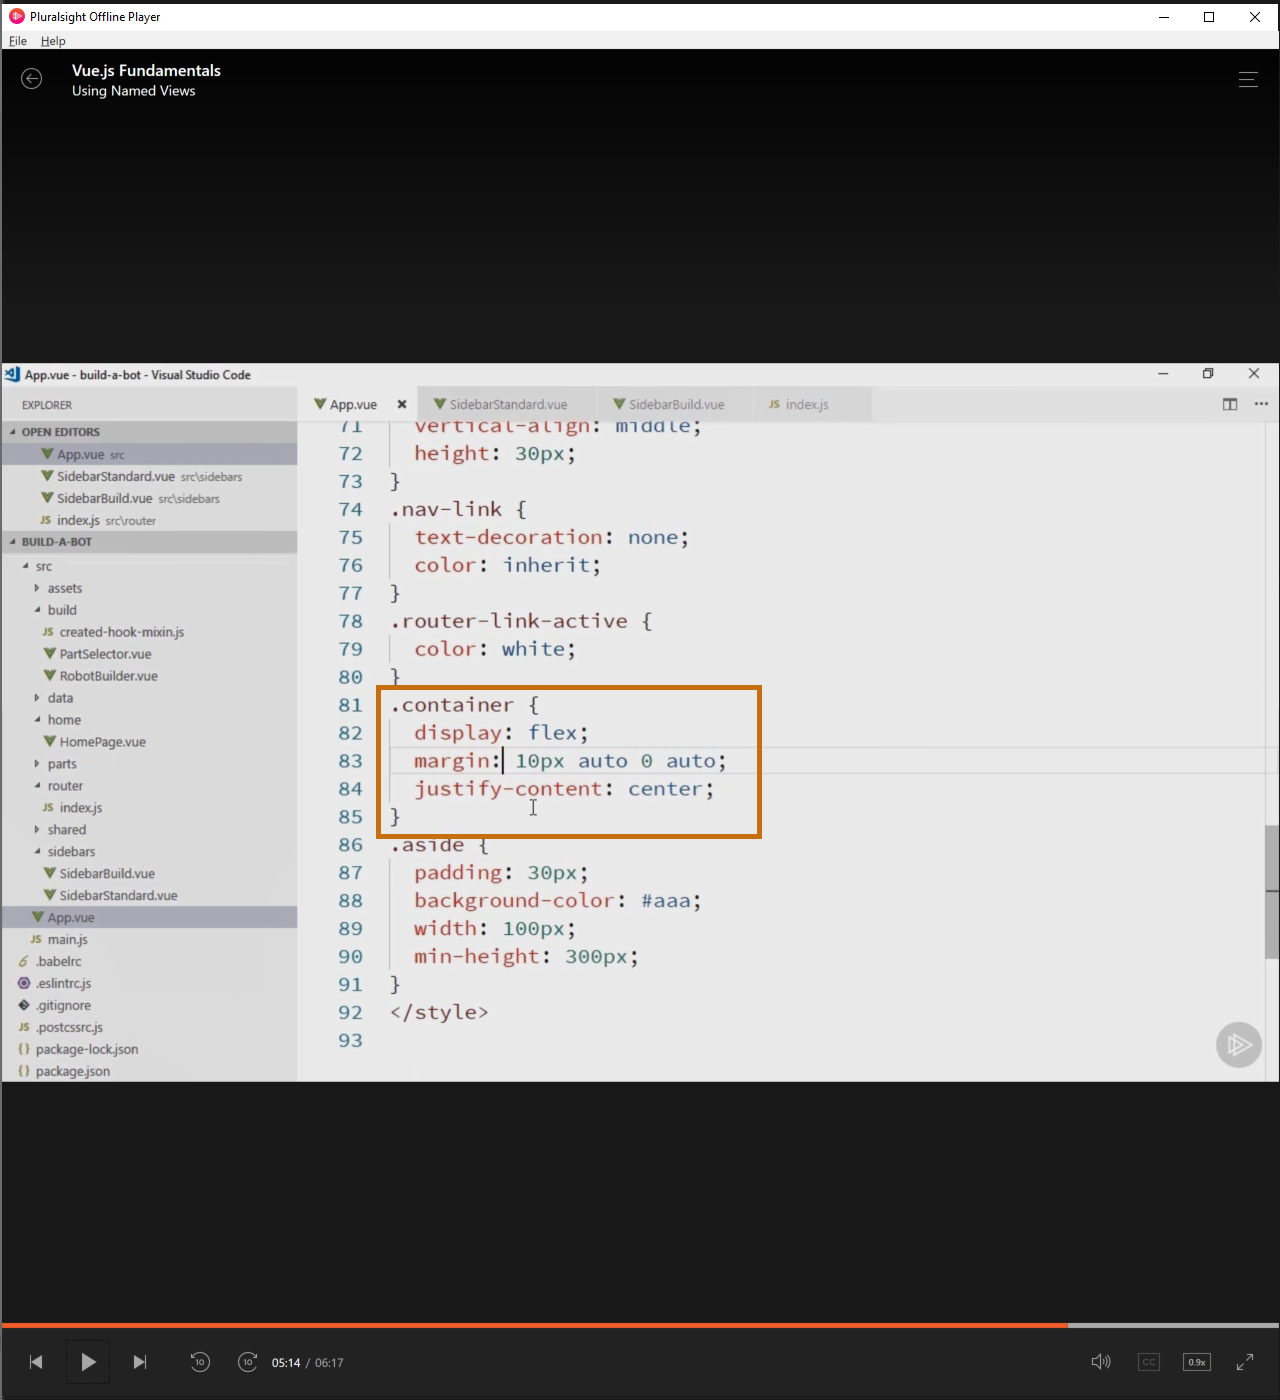 Pluralsight Offline Player
File Help
Vue.js Fundamentals
Using Named Views
App.vue - build-a-bot - Visual Studio Code
EXPLORER
App.vue
SidebarStandard.vue
SidebarBuild.vue
JS index.js
OPEN EDITORS
App.vue src
SidebarStandard.vue src\sidebars
SidebarBuild.vue src\sidebars
JS index.js src\router
BUILD-A-BOT
src
assets
build
JS created-hook-mixin.js
PartSelector.vue
RobotBuilder.vue
data
home
HomePage.vue
parts
router
JS index.js
shared
sidebars
SidebarBuild.vue
SidebarStandard.vue
App.vue
JS main.js
.babelrc
.eslintrc.js
.gitignore
JS .postcssrc.js
{} package-lock.json
{} package.json
71 vertical-align: middle;
72 height: 30px;
73 }
74 .nav-link {
75 text-decoration: none;
76 color: inherit;
77 }
78 .router-link-active {
79 color: white;
80 }
81 .container {
82 display: flex;
83 margin: 10px auto 0 auto;
84 justify-content: center;
85 }
86 .aside {
87 padding: 30px;
88 background-color: #aaa;
89 width: 100px;
90 min-height: 300px;
91 }
92 </style>
93
10
10
05:14 / 06:17
CC
0.9x